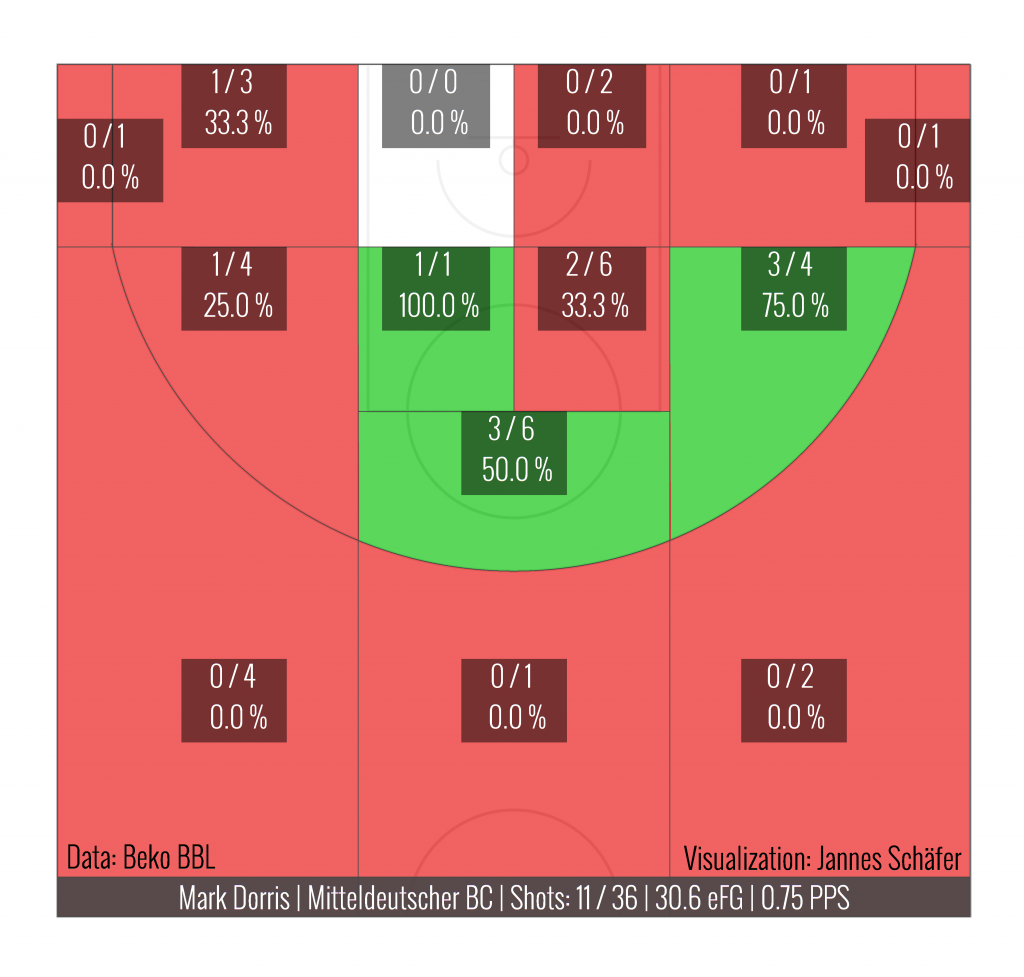 1 / 3
33.3 %
0 / 0
0.0 %
0 / 2
0.0 %
0 / 1
0.0 %
0 / 1
0.0 %
0 / 1
0.0 %
1 / 4
25.0 %
1 / 1
100.0 %
2 / 6
33.3 %
3 / 4
75.0 %
3 / 6
50.0 %
0 / 4
0.0 %
0 / 1
0.0 %
0 / 2
0.0 %
Data: Beko BBL
Visualization: Jannes Schäfer
Mark Dorris | Mitteldeutscher BC | Shots: 11 / 36 | 30.6 eFG | 0.75 PPS